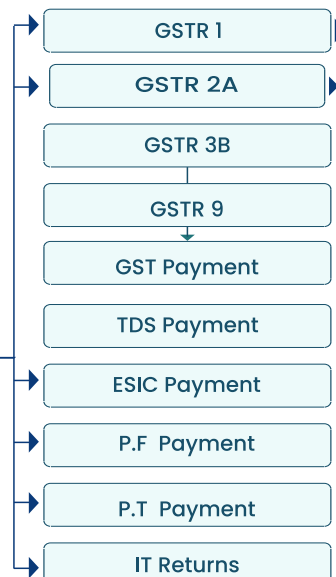 GSTR 1
GSTR 2A
GSTR 3B
GSTR 9
GST Payment
TDS Payment
ESIC Payment
P.F Payment
P.T Payment
IT Returns